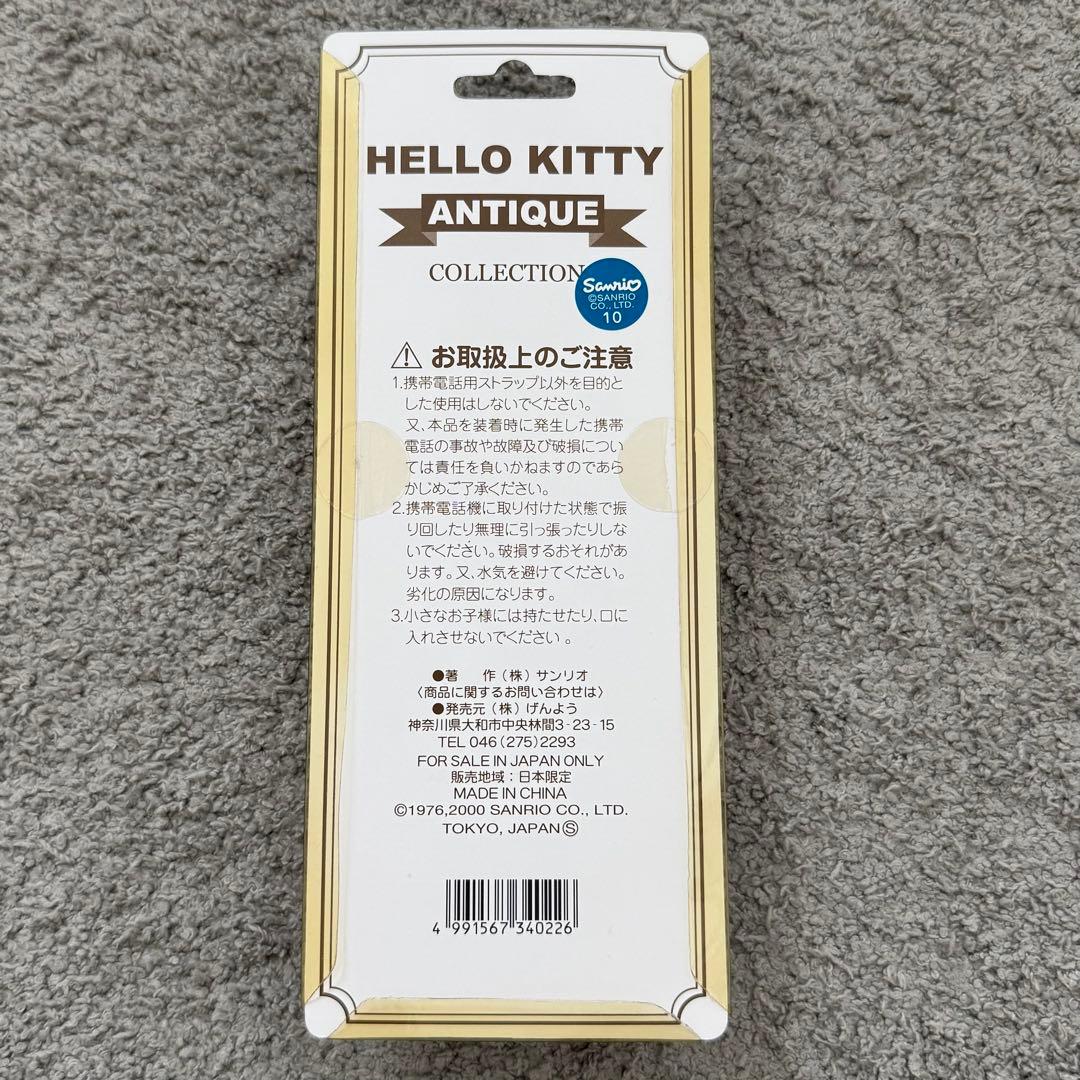 HELLO KITTY
ANTIQUE
COLLECTION
Sanrio
©SANRIO
CO., LTD.
10
⚠ お取扱上のご注意
1.携帯電話用ストラップ以外を目的と
した使用はしないでください。
又、本品を装着時に発生した携帯
電話の事故や故障及び破損につい
ては責任を負いかねますのであら
かじめご了承ください。
2.携帯電話機に取り付けた状態で振
り回したり無理に引っ張ったりしな
いでください。破損するおそれがあ
ります。又、水気を避けてください。
劣化の原因になります。
3.小さなお子様には持たせたり、口に
入れさせないでください。
●著 作（株）サンリオ
〈商品に関するお問い合わせは〉
●発売元（株）げんよう
神奈川県大和市中央林間3-23-15
TEL 046(275)2293
FOR SALE IN JAPAN ONLY
販売地域：日本限定
MADE IN CHINA
©1976,2000 SANRIO CO., LTD.
TOKYO, JAPAN Ⓢ
4 991567 340226